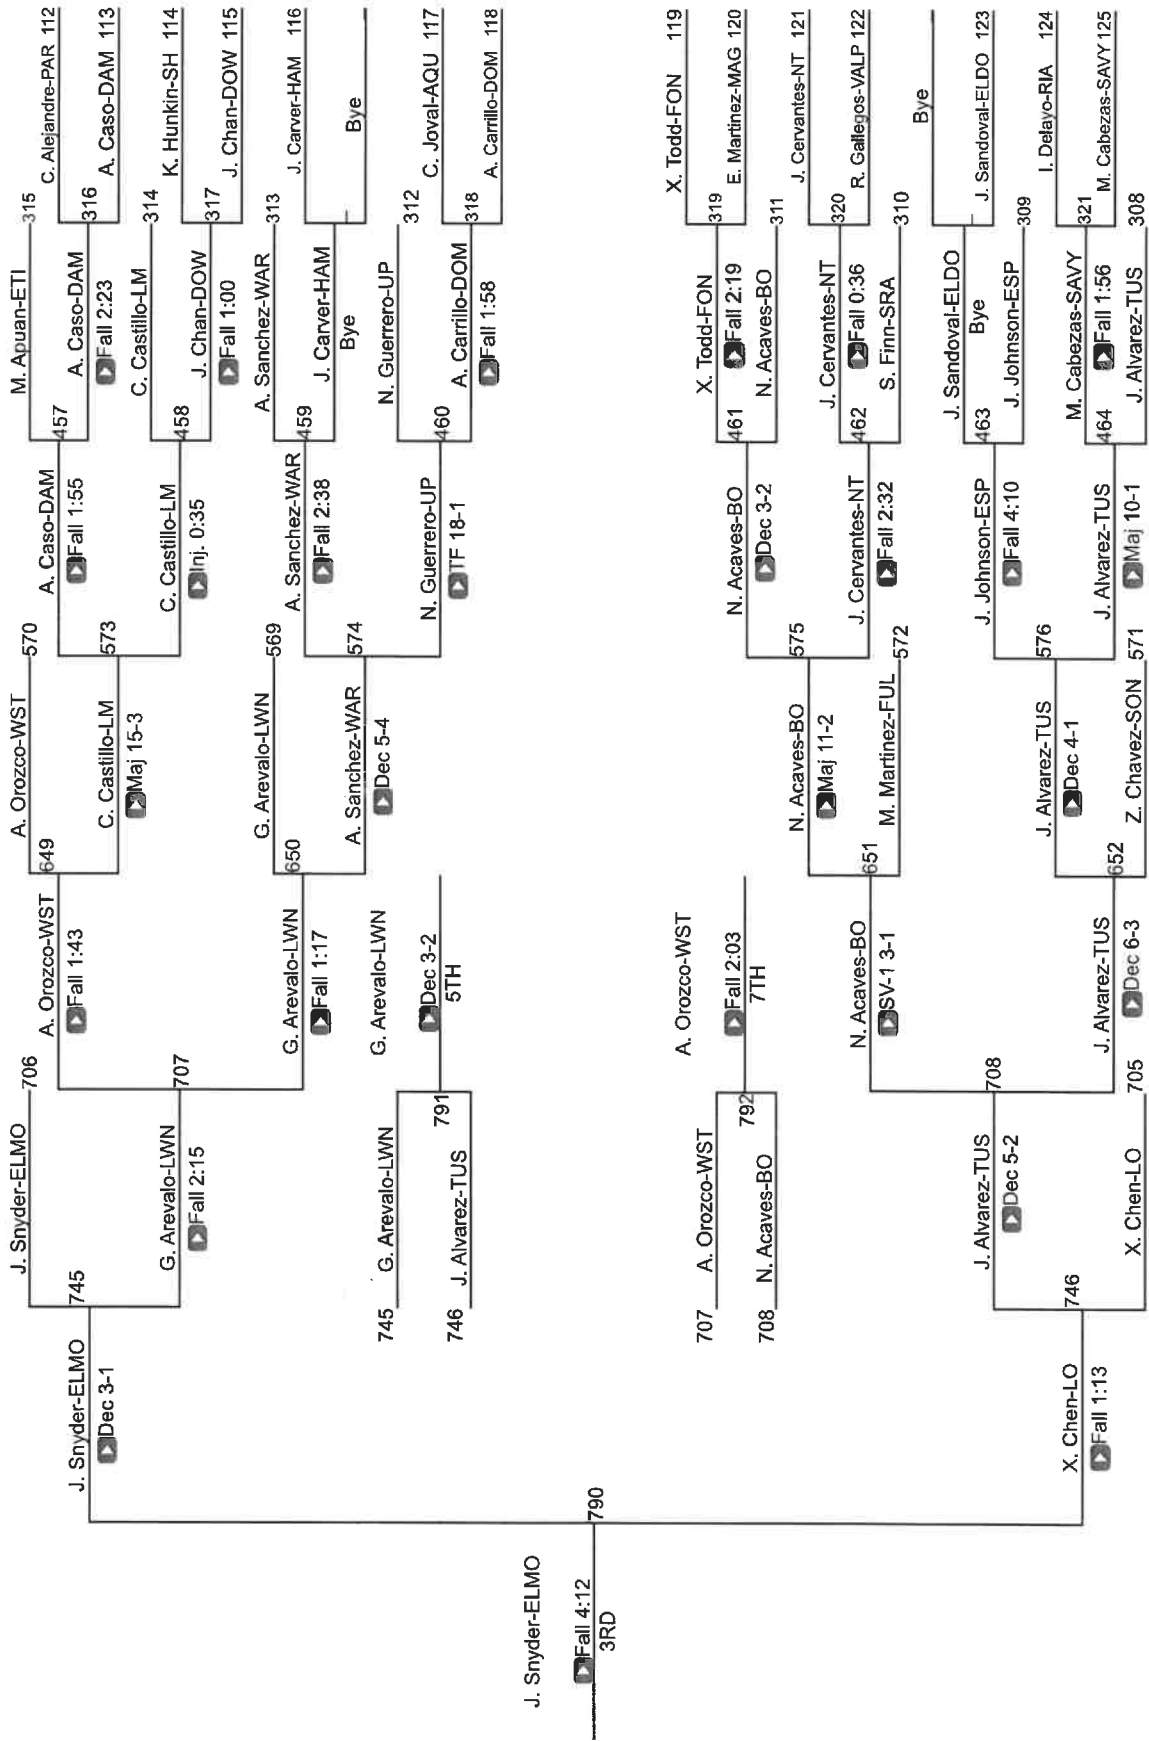 C. Alejandre-PAR 112
A. Caso-DAM 113
K. Hunkin-SH 114
J. Chan-DOW 115
J. Carver-HAM 116
Bye
C. Joval-AQU 117
A. Carrillo-DOM 118
X. Todd-FON 119
E. Martinez-MAG 120
J. Cervantes-NT 121
R. Gallegos-VALP 122
Bye
J. Sandoval-ELDO 123
I. Delayo-RIA 124
M. Cabezas-SAVY 125
M. Apuan-ETI 315
A. Caso-DAM 316
Fall 2:23
C. Castillo-LM 314
J. Chan-DOW 317
Fall 1:00
A. Sanchez-WAR 313
J. Carver-HAM
Bye
N. Guerrero-UP 312
A. Carrillo-DOM 318
Fall 1:58
X. Todd-FON 319
Fall 2:19
N. Acaves-BO 311
J. Cervantes-NT 320
Fall 0:36
S. Finn-SRA 310
J. Sandoval-ELDO
Bye
J. Johnson-ESP 309
M. Cabezas-SAVY 321
Fall 1:56
J. Alvarez-TUS 308
A. Caso-DAM 457
Fall 1:55
C. Castillo-LM 458
Inj. 0:35
A. Sanchez-WAR 459
Fall 2:38
N. Guerrero-UP 460
TF 18-1
N. Acaves-BO 461
Dec 3-2
J. Cervantes-NT 462
Fall 2:32
J. Johnson-ESP 463
Fall 4:10
J. Alvarez-TUS 464
Maj 10-1
A. Orozco-WST 570
C. Castillo-LM 573
Maj 15-3
G. Arevalo-LWN 569
A. Sanchez-WAR 574
Dec 5-4
N. Acaves-BO 575
Maj 11-2
M. Martinez-FUL 572
J. Alvarez-TUS 576
Dec 4-1
Z. Chavez-SON 571
A. Orozco-WST 649
Fall 1:43
G. Arevalo-LWN 650
Fall 1:17
G. Arevalo-LWN
Dec 3-2
5TH
A. Orozco-WST
Fall 2:03
7TH
N. Acaves-BO 651
SV-1 3-1
J. Alvarez-TUS 652
Dec 6-3
J. Snyder-ELMO 706
G. Arevalo-LWN 707
Fall 2:15
745 G. Arevalo-LWN
791
746 J. Alvarez-TUS
707 A. Orozco-WST
792
708 N. Acaves-BO
J. Alvarez-TUS 708
Dec 5-2
X. Chen-LO 705
J. Snyder-ELMO 745
Dec 3-1
X. Chen-LO 746
Fall 1:13
J. Snyder-ELMO 790
Fall 4:12
3RD